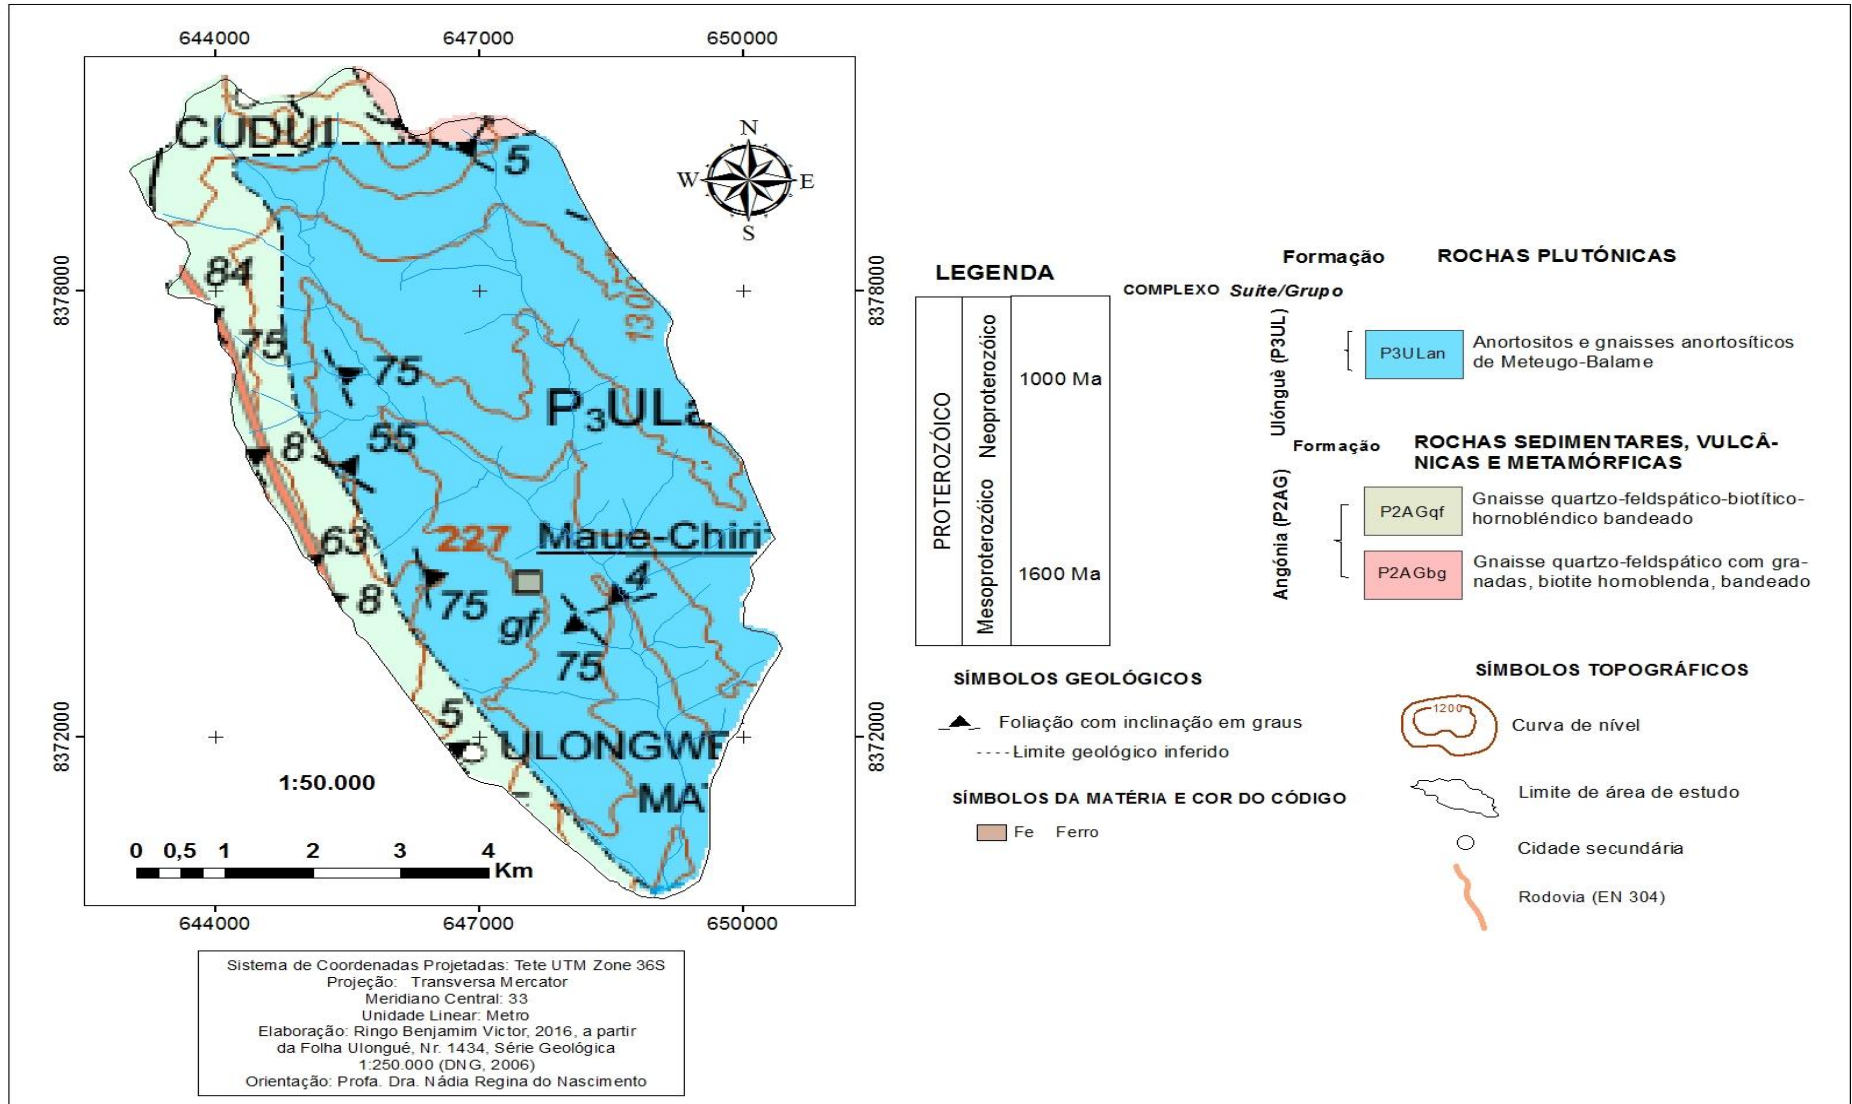 644000 647000 650000
CUDUI
5
N
W E
S
84
8378000
8378000
1300
75
75
P₃ULa
55
8
227
Maue-Chiri
63
4
75
8
gf
75
5
8372000
8372000
ULONGWE
MAT
1:50.000
0 0,5 1 2 3 4
Km
644000 647000 650000
Sistema de Coordenadas Projetadas: Tete UTM Zone 36S
Projeção: Transversa Mercator
Meridiano Central: 33
Unidade Linear: Metro
Elaboração: Ringo Benjamim Victor, 2016, a partir
da Folha Ulongué, Nr. 1434, Série Geológica
1:250.000 (DNG, 2006)
Orientação: Profa. Dra. Nádia Regina do Nascimento
LEGENDA
PROTEROZÓICO
Mesoproterozóico Neoproterozóico
1000 Ma
1600 Ma
Formação ROCHAS PLUTÓNICAS
COMPLEXO Suíte/Grupo
Ulónguè (P3UL)
P3ULan
Anortositos e gnaisses anortosíticos
de Meteugo-Balame
Formação
ROCHAS SEDIMENTARES, VULCÂ-
NICAS E METAMÓRFICAS
Angónia (P2AG)
P2AGqf
Gnaisse quartzo-feldspático-biotítico-
hornobléndico bandeado
P2AGbg
Gnaisse quartzo-feldspático com gra-
nadas, biotite hornoblenda, bandeado
SÍMBOLOS GEOLÓGICOS
Foliação com inclinação em graus
Limite geológico inferido
SÍMBOLOS DA MATÉRIA E COR DO CÓDIGO
Fe Ferro
SÍMBOLOS TOPOGRÁFICOS
1200
Curva de nível
Limite de área de estudo
Cidade secundária
Rodovia (EN 304)